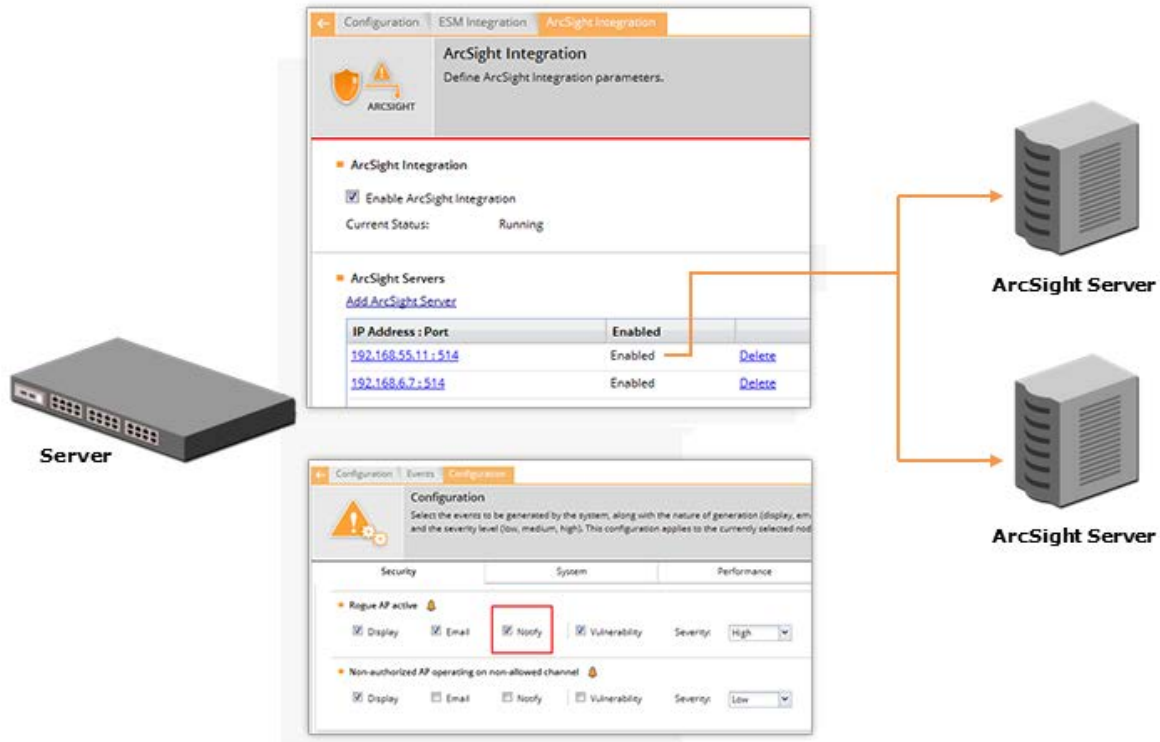 Configuration ESM Integration ArcSight Integration
ArcSight Integration
Define ArcSight Integration parameters.
ARCSIGHT
ArcSight Integration
Enable ArcSight Integration
Current Status: Running
ArcSight Servers
Add ArcSight Server
IP Address : Port Enabled
192.168.55.11 : 514 Enabled Delete
192.168.6.7 : 514 Enabled Delete
ArcSight Server
ArcSight Server
Server
Configuration Events Configuration
Configuration
Select the events to be generated by the system, along with the nature of generation (display, em
and the severity level (low, medium, high). This configuration applies to the currently selected nod
Security System Performance
Rogue AP active
Display Email Notify Vulnerability Severity: High
Non-authorized AP operating on non-allowed channel
Display Email Notify Vulnerability Severity: Low